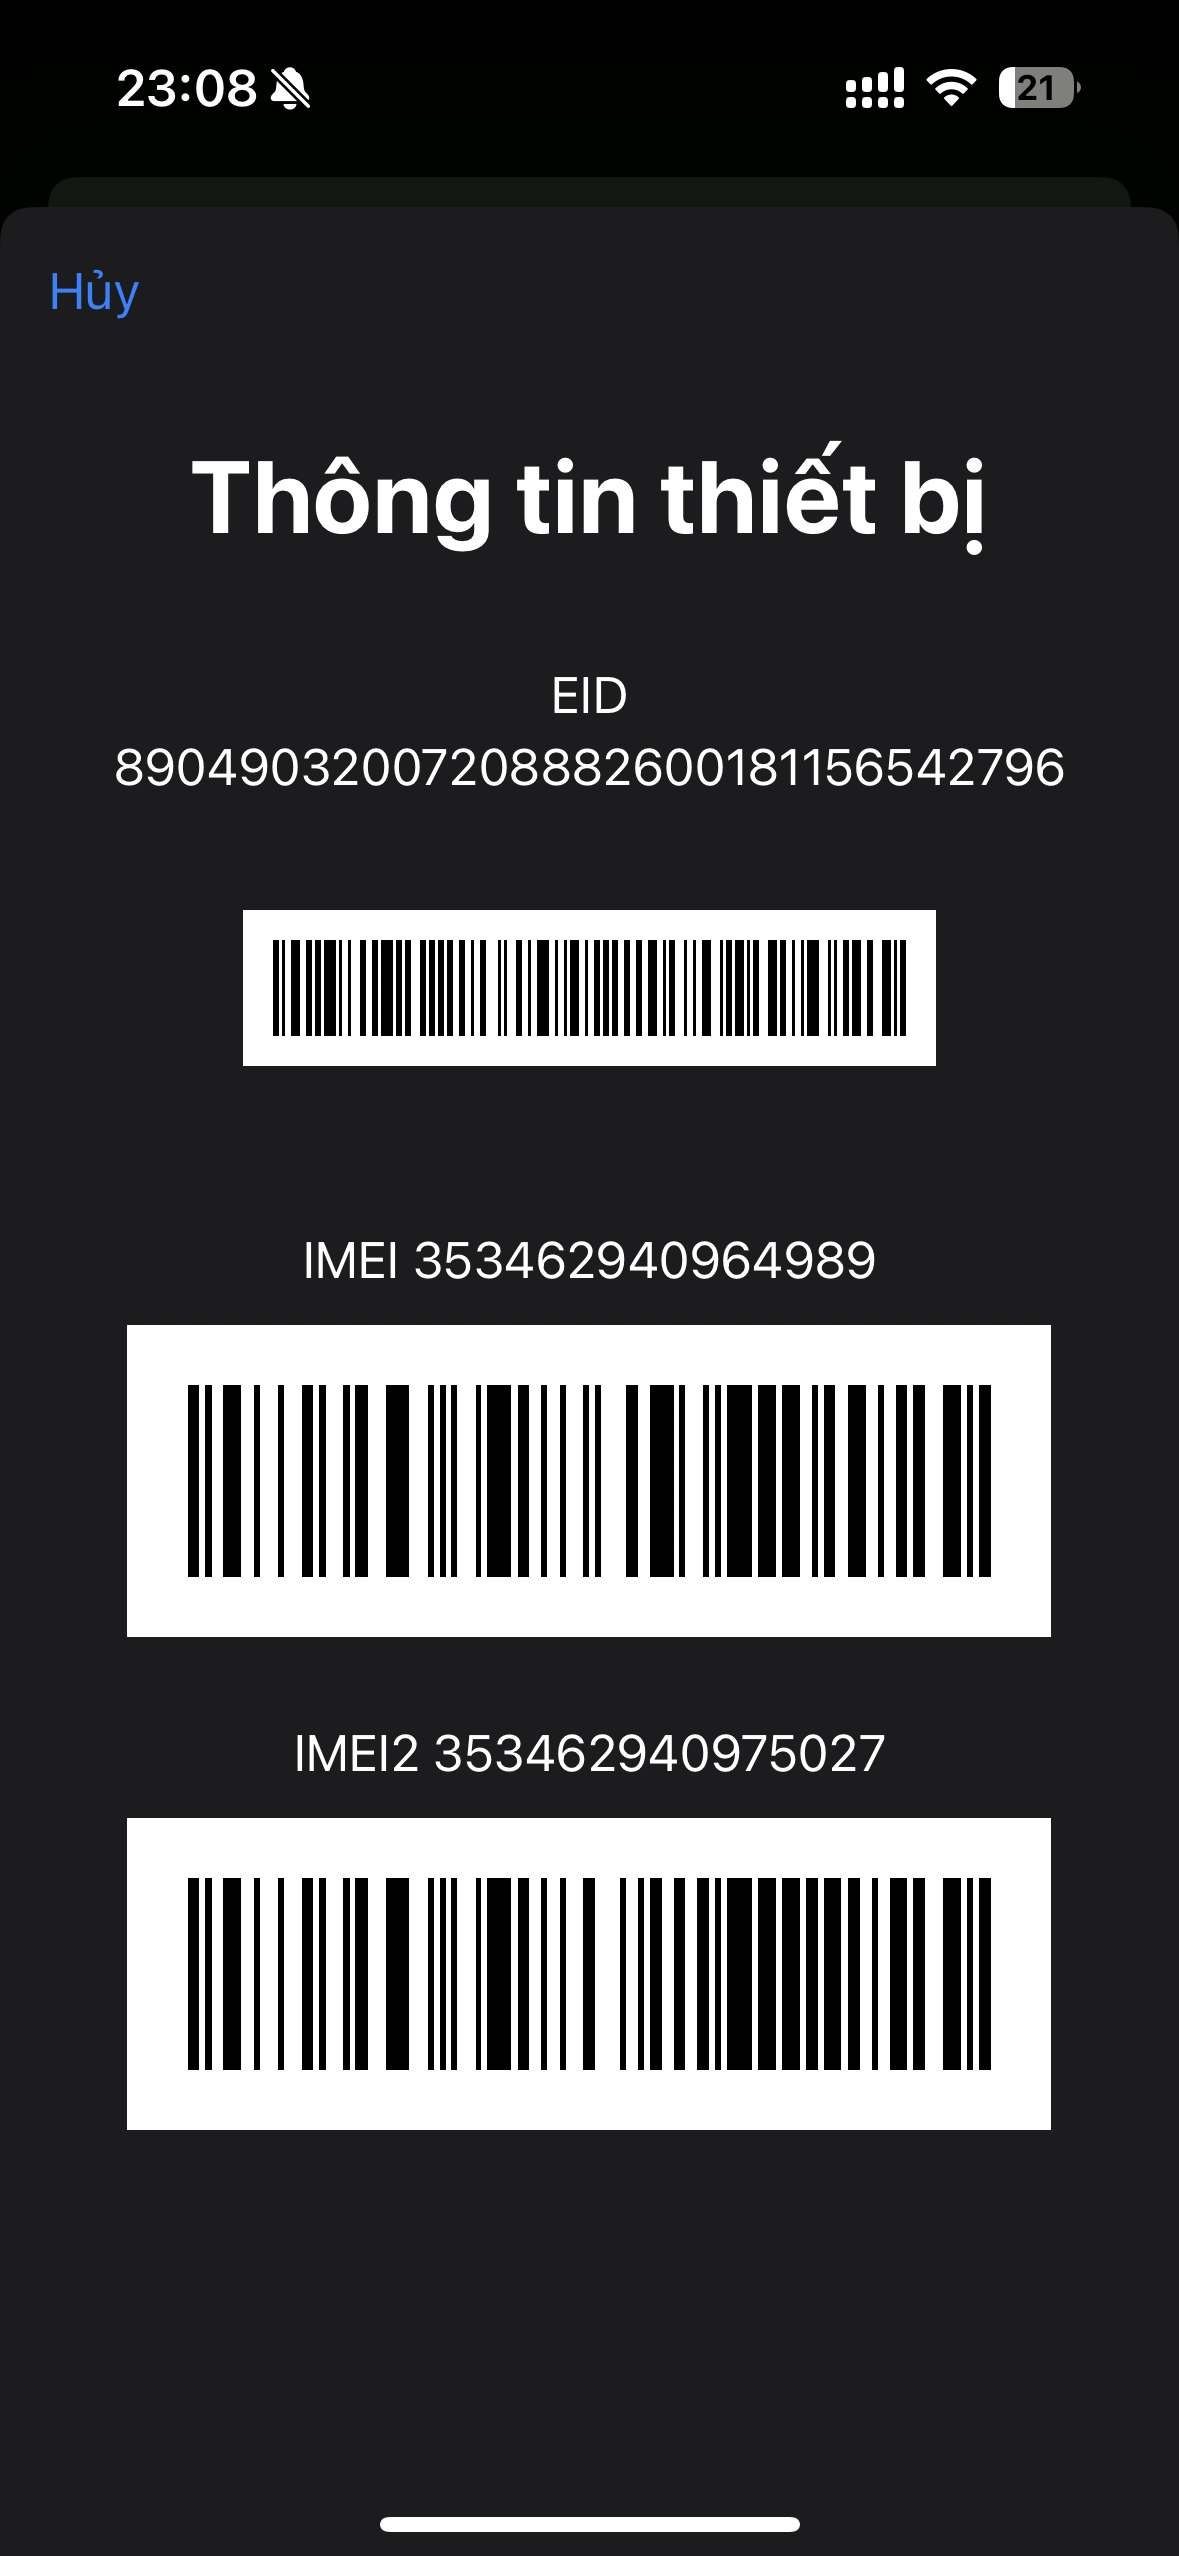 23:08
21
Hủy
Thông tin thiết bị
EID
89049032007208882600181156542796
IMEI 353462940964989
IMEI2 353462940975027